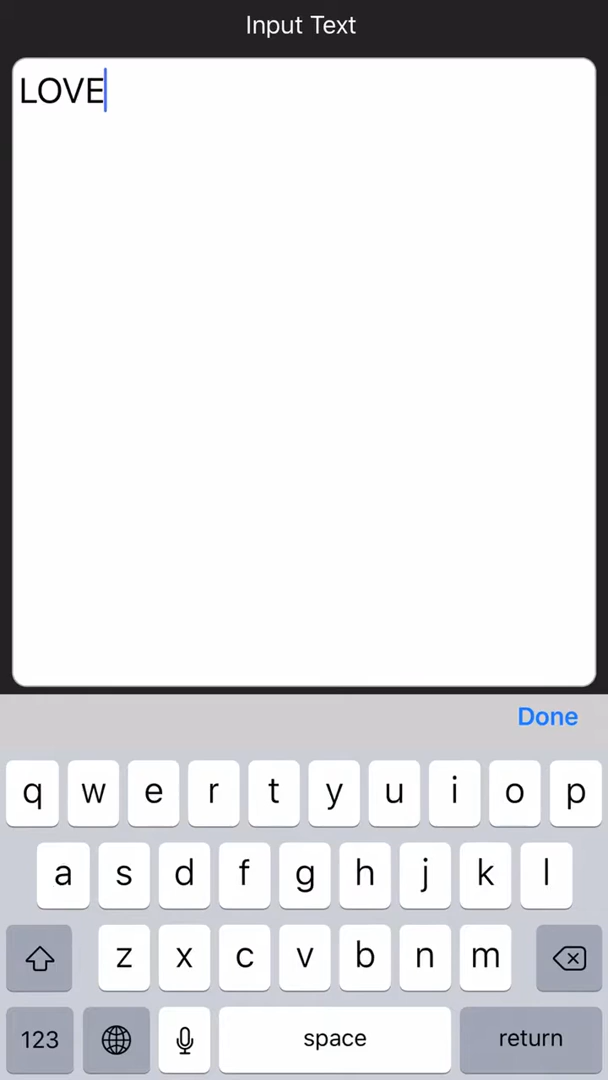 Input Text
LOVE
Done
q w e r t y u i o p
a s d f g h j k l
z x c v b n m
123 space return